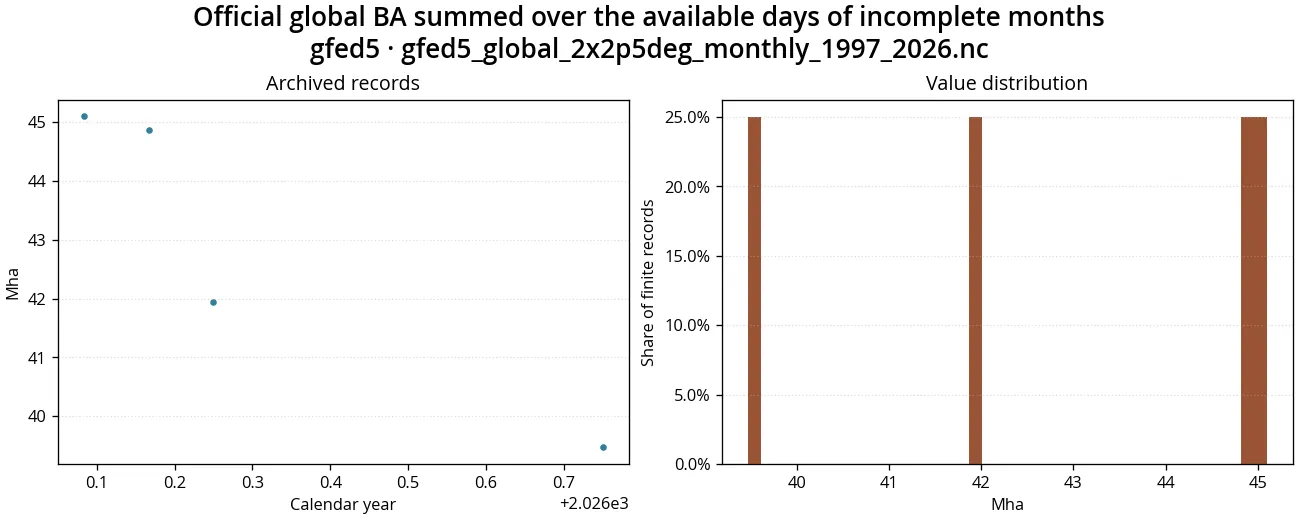 Official global BA summed over the available days of incomplete months
gfed5 · gfed5_global_2x2p5deg_monthly_1997_2026.nc
Archived records
Mha
45
44
43
42
41
40
0.1 0.2 0.3 0.4 0.5 0.6 0.7
Calendar year
+2.026e3
Value distribution
Share of finite records
25.0%
20.0%
15.0%
10.0%
5.0%
0.0%
40 41 42 43 44 45
Mha